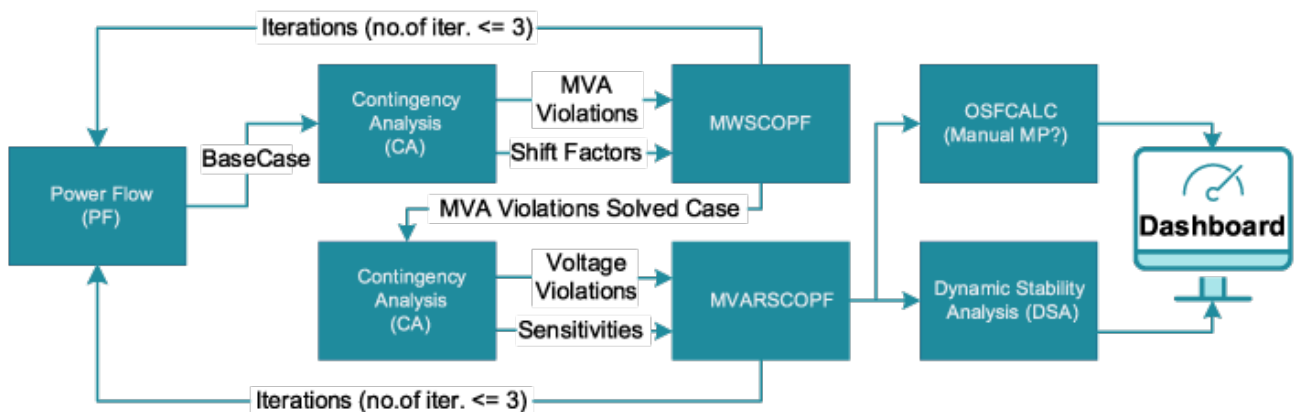 Iterations (no.of iter. <= 3)
Contingency
Analysis
(CA)
MVA
Violations
Shift Factors
MWSCOPF
OSFCALC
(Manual MP?)
BaseCase
Power Flow
(PF)
Dashboard
MVA Violations Solved Case
Contingency
Analysis
(CA)
Voltage
Violations
Sensitivities
MVARSCOPF
Dynamic Stability
Analysis (DSA)
Iterations (no.of iter. <= 3)